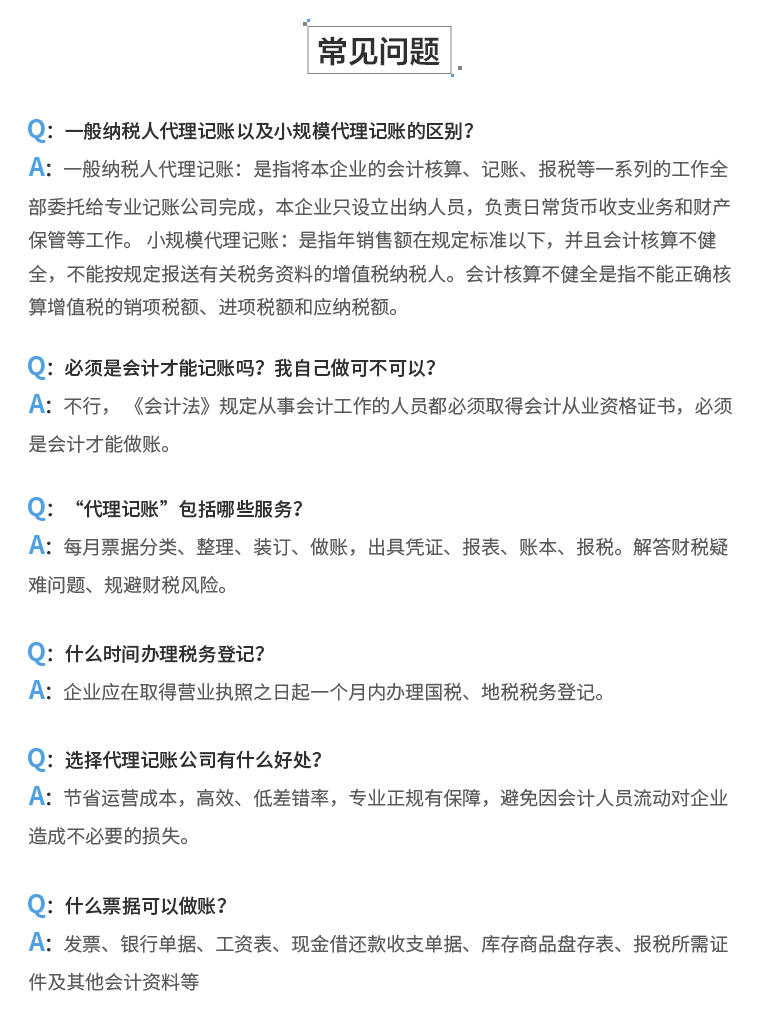 常见问题
Q：一般纳税人代理记账以及小规模代理记账的区别？
A：一般纳税人代理记账：是指将本企业的会计核算、记账、报税等一系列的工作全
部委托给专业记账公司完成，本企业只设立出纳人员，负责日常货币收支业务和财产
保管等工作。 小规模代理记账：是指年销售额在规定标准以下，并且会计核算不健
全，不能按规定报送有关税务资料的增值税纳税人。会计核算不健全是指不能正确核
算增值税的销项税额、进项税额和应纳税额。
Q：必须是会计才能记账吗？我自己做可不可以？
A：不行，《会计法》规定从事会计工作的人员都必须取得会计从业资格证书，必须
是会计才能做账。
Q：“代理记账”包括哪些服务？
A：每月票据分类、整理、装订、做账，出具凭证、报表、账本、报税。解答财税疑
难问题、规避财税风险。
Q：什么时间办理税务登记？
A：企业应在取得营业执照之日起一个月内办理国税、地税税务登记。
Q：选择代理记账公司有什么好处？
A：节省运营成本，高效、低差错率，专业正规有保障，避免因会计人员流动对企业
造成不必要的损失。
Q：什么票据可以做账？
A：发票、银行单据、工资表、现金借还款收支单据、库存商品盘存表、报税所需证
件及其他会计资料等